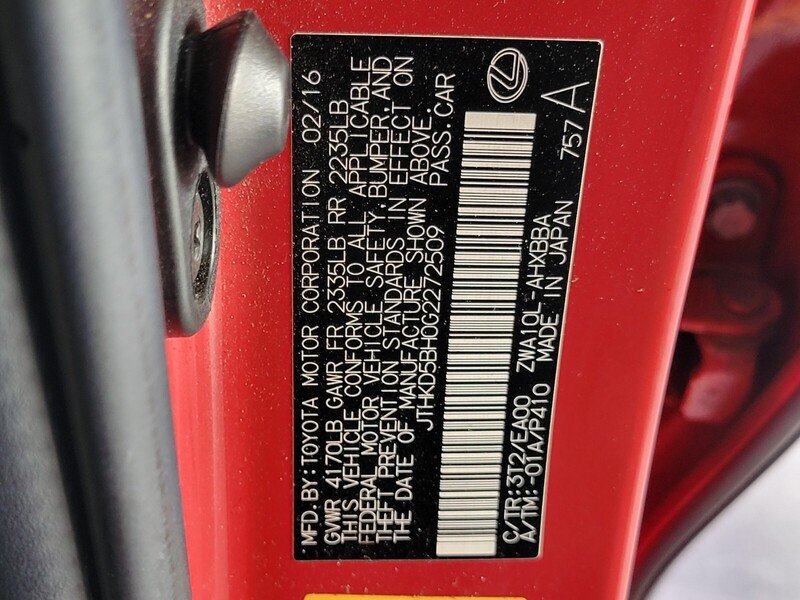 MFD. BY: TOYOTA MOTOR CORPORATION 02/16
GVWR 4170LB GAWR FR 2335LB RR 2235LB
THIS VEHICLE CONFORMS TO ALL APPLICABLE
FEDERAL MOTOR VEHICLE SAFETY, BUMPER, AND
THEFT PREVENTION STANDARDS IN EFFECT ON
THE DATE OF MANUFACTURE SHOWN ABOVE.
JTHKD5BH0G2272509 PASS. CAR
C/TR: 3T2/EA00 ZWA10L-AHXBBA
A/TM: -01A/P410 MADE IN JAPAN 757 A